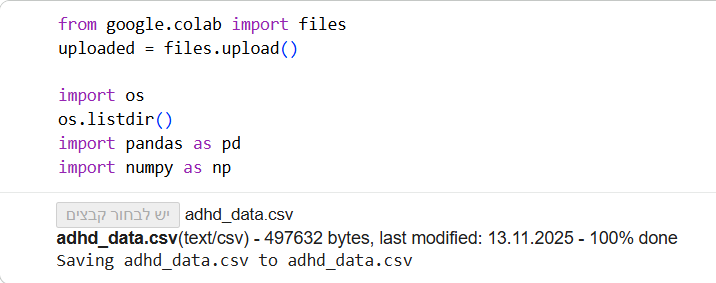 from google.colab import files
uploaded = files.upload()
import os
os.listdir()
import pandas as pd
import numpy as np
יש לבחור קבצים adhd_data.csv
adhd_data.csv(text/csv) - 497632 bytes, last modified: 13.11.2025 - 100% done
Saving adhd_data.csv to adhd_data.csv